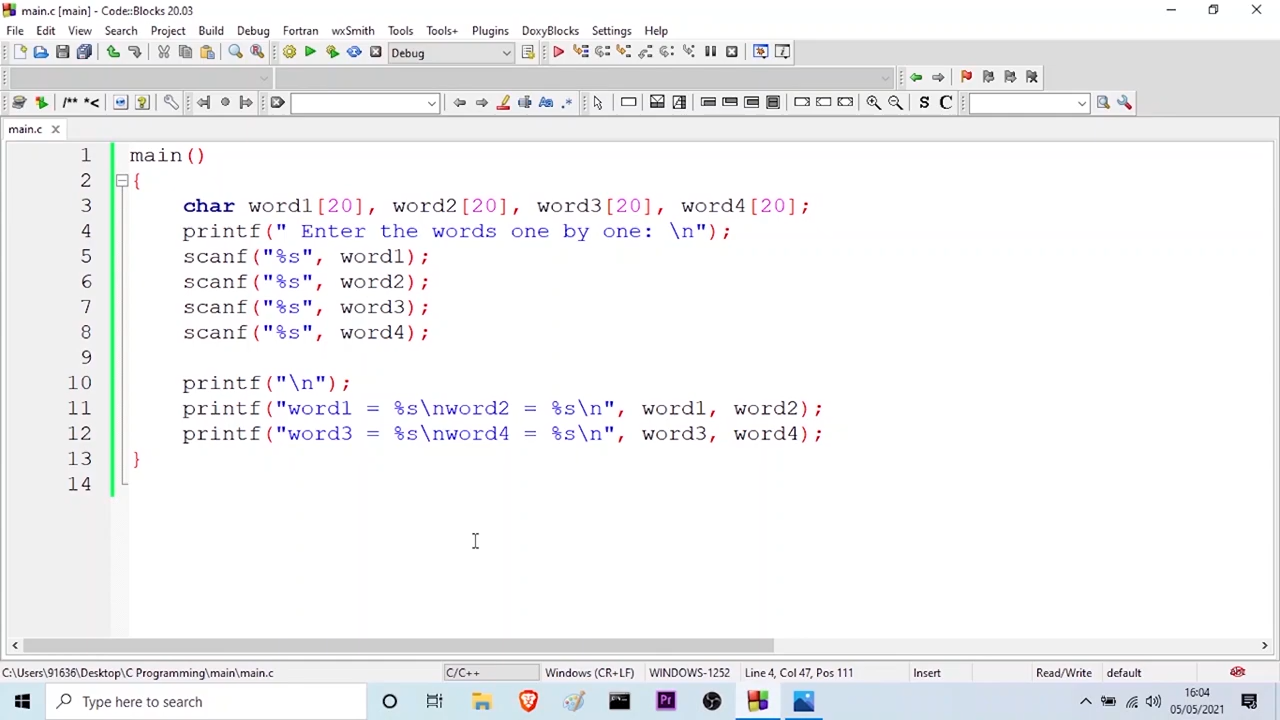 main.c [main] - Code::Blocks 20.03
File Edit View Search Project Build Debug Fortran wxSmith Tools Tools+ Plugins DoxyBlocks Settings Help
Debug
/** *<
S C
main.c
1 main()
2 {
3 char word1[20], word2[20], word3[20], word4[20];
4 printf(" Enter the words one by one: \n");
5 scanf("%s", word1);
6 scanf("%s", word2);
7 scanf("%s", word3);
8 scanf("%s", word4);
9
10 printf("\n");
11 printf("word1 = %s\nword2 = %s\n", word1, word2);
12 printf("word3 = %s\nword4 = %s\n", word3, word4);
13 }
14
C:\Users\91636\Desktop\C Programming\main\main.c C/C++ Windows (CR+LF) WINDOWS-1252 Line 4, Col 47, Pos 111 Insert Read/Write default
Type here to search
Pr
16:04
05/05/2021